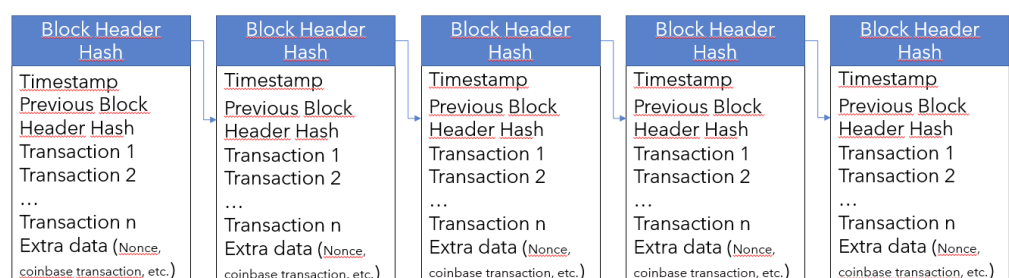 Block Header
Hash
Timestamp
Previous Block
Header Hash
Transaction 1
Transaction 2
...
Transaction n
Extra data (Nonce,
coinbase transaction, etc.)
Block Header
Hash
Timestamp
Previous Block
Header Hash
Transaction 1
Transaction 2
...
Transaction n
Extra data (Nonce,
coinbase transaction, etc.)
Block Header
Hash
Timestamp
Previous Block
Header Hash
Transaction 1
Transaction 2
...
Transaction n
Extra data (Nonce,
coinbase transaction, etc.)
Block Header
Hash
Timestamp
Previous Block
Header Hash
Transaction 1
Transaction 2
...
Transaction n
Extra data (Nonce,
coinbase transaction, etc.)
Block Header
Hash
Timestamp
Previous Block
Header Hash
Transaction 1
Transaction 2
...
Transaction n
Extra data (Nonce,
coinbase transaction, etc.)